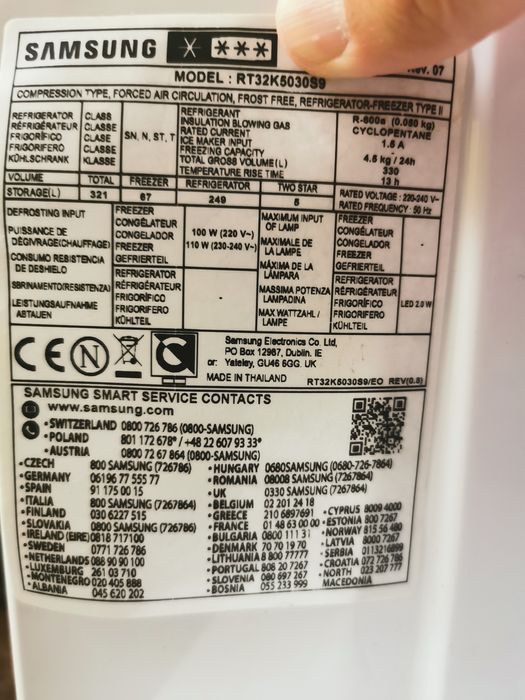 SAMSUNG ***
Rev. 07
MODEL : RT32K5030S9
COMPRESSION TYPE, FORCED AIR CIRCULATION, FROST FREE, REFRIGERATOR-FREEZER TYPE II
REFRIGERATOR CLASS
RÉFRIGÉRATEUR CLASSE
FRIGORÍFICO CLASE
FRIGORIFERO CLASSE
KÜHLSCHRANK KLASSE
SN, N, ST, T
REFRIGERANT R-600a (0.060 kg)
INSULATION BLOWING GAS CYCLOPENTANE
RATED CURRENT 1.6 A
ICE MAKER INPUT
FREEZING CAPACITY 4.5 kg / 24h
TOTAL GROSS VOLUME(L) 330
TEMPERATURE RISE TIME 13 h
VOLUME TOTAL FREEZER REFRIGERATOR TWO STAR
STORAGE(L) 321 67 249 5
RATED VOLTAGE : 220-240 V~
RATED FREQUENCY : 50 Hz
DEFROSTING INPUT
PUISSANCE DE
DÉGIVRAGE(CHAUFFAGE)
CONSUMO RESISTENCIA
DE DESHIELO
SBRINAMENTO(RESISTENZA)
LEISTUNGSAUFNAHME
ABTAUEN
FREEZER
CONGÉLATEUR
CONGELADOR
FREEZER
GEFRIERTEIL
100 W (220 V~)
110 W (230-240 V~)
REFRIGERATOR
RÉFRIGÉRATEUR
FRIGORÍFICO
FRIGORIFERO
KÜHLTEIL
MAXIMUM INPUT
OF LAMP
MAXIMALE DE
LA LAMPE
MÁXIMA DE LA
LÁMPARA
MASSIMA POTENZA
LAMPADINA
MAX.WATTZAHL /
LAMPE
FREEZER
CONGÉLATEUR
CONGELADOR
FREEZER
GEFRIERTEIL
REFRIGERATOR
RÉFRIGÉRATEUR
FRIGORÍFICO
FRIGORIFERO
KÜHLTEIL
LED 2.0 W
CE N C
Samsung Electronics Co. Ltd,
PO Box 12987, Dublin. IE
or: Yateley, GU46 6GG. UK
MADE IN THAILAND RT32K5030S9/EO REV(0.5)
SAMSUNG SMART SERVICE CONTACTS
www.samsung.com
•SWITZERLAND 0800 726 786 (0800-SAMSUNG)
•POLAND 801 172 678* / +48 22 607 93 33*
•AUSTRIA 0800 72 67 864 (0800-SAMSUNG)
•CZECH 800 SAMSUNG (726786)
•GERMANY 06196 77 555 77
•SPAIN 91 175 00 15
•ITALIA 800 SAMSUNG (7267864)
•FINLAND 030 6227 515
•SLOVAKIA 0800 SAMSUNG (726786)
•IRELAND (EIRE) 0818 717100
•SWEDEN 0771 726 786
•NETHERLANDS 088 90 90 100
•LUXEMBURG 261 03 710
•MONTENEGRO 020 405 888
•ALBANIA 045 620 202
•HUNGARY 0680SAMSUNG (0680-726-7864)
•ROMANIA 08008 SAMSUNG (7267864)
•UK 0330 SAMSUNG (7267864)
•BELGIUM 02 201 24 18
•GREECE 210 6897691
•FRANCE 01 48 63 00 00
•BULGARIA 0800 111 31
•DENMARK 70 70 19 70
•LITHUANIA 8 800 77777
•PORTUGAL 808 20 7267
•SLOVENIA 080 697 267
•BOSNIA 055 233 999
•CYPRUS 8009 4000
•ESTONIA 800 7267
•NORWAY 815 56 480
•LATVIA 8000 7267
•SERBIA 0113216899
•CROATIA 072 726 786
•NORTH 023 207 777
MACEDONIA